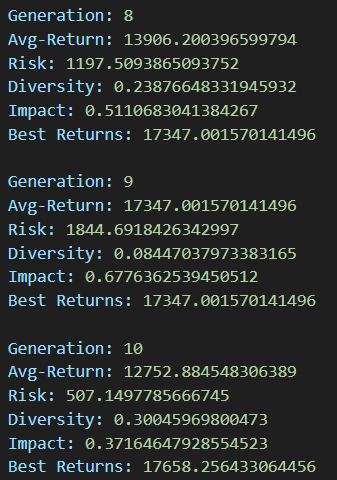 Generation: 8
Avg-Return: 13906.200396599794
Risk: 1197.5093865093752
Diversity: 0.23876648331945932
Impact: 0.5110683041384267
Best Returns: 17347.001570141496
Generation: 9
Avg-Return: 17347.001570141496
Risk: 1844.6918426342997
Diversity: 0.08447037973383165
Impact: 0.6776362539450512
Best Returns: 17347.001570141496
Generation: 10
Avg-Return: 12752.884548306389
Risk: 507.1497785666745
Diversity: 0.30045969800473
Impact: 0.37164647928554523
Best Returns: 17658.256433064456